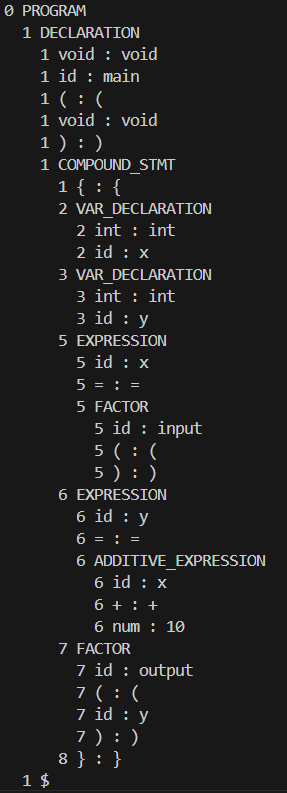 0 PROGRAM
1 DECLARATION
1 void : void
1 id : main
1 ( : (
1 void : void
1 ) : )
1 COMPOUND_STMT
1 { : {
2 VAR_DECLARATION
2 int : int
2 id : x
3 VAR_DECLARATION
3 int : int
3 id : y
5 EXPRESSION
5 id : x
5 = : =
5 FACTOR
5 id : input
5 ( : (
5 ) : )
6 EXPRESSION
6 id : y
6 = : =
6 ADDITIVE_EXPRESSION
6 id : x
6 + : +
6 num : 10
7 FACTOR
7 id : output
7 ( : (
7 id : y
7 ) : )
8 } : }
1 $